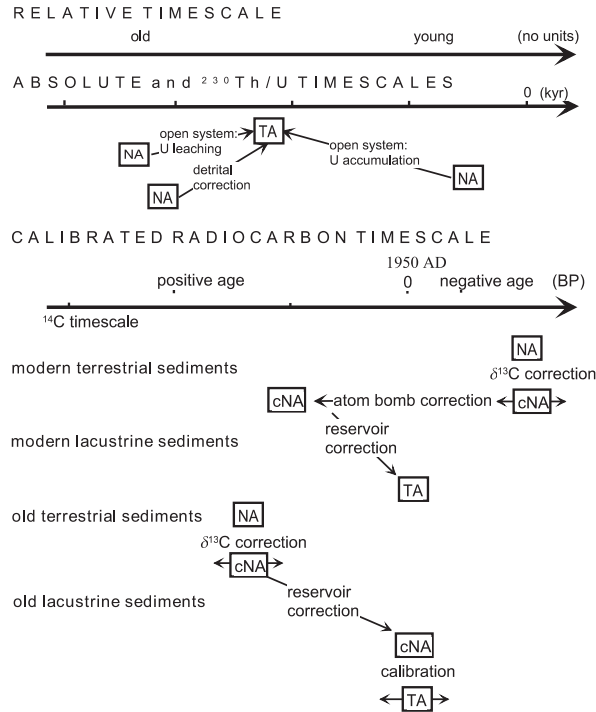 RELATIVE TIMESCALE
old young (no units)
ABSOLUTE and ²³⁰Th/U TIMESCALES
0 (kyr)
open system:
U leaching
TA
open system:
U accumulation
NA
detrital
correction
NA
NA
CALIBRATED RADIOCARBON TIMESCALE
1950 AD
positive age 0 negative age (BP)
¹⁴C timescale
NA
modern terrestrial sediments
δ¹³C correction
cNA atom bomb correction cNA
modern lacustrine sediments
reservoir
correction
TA
old terrestrial sediments NA
δ¹³C correction
cNA
old lacustrine sediments
reservoir
correction
cNA
calibration
TA